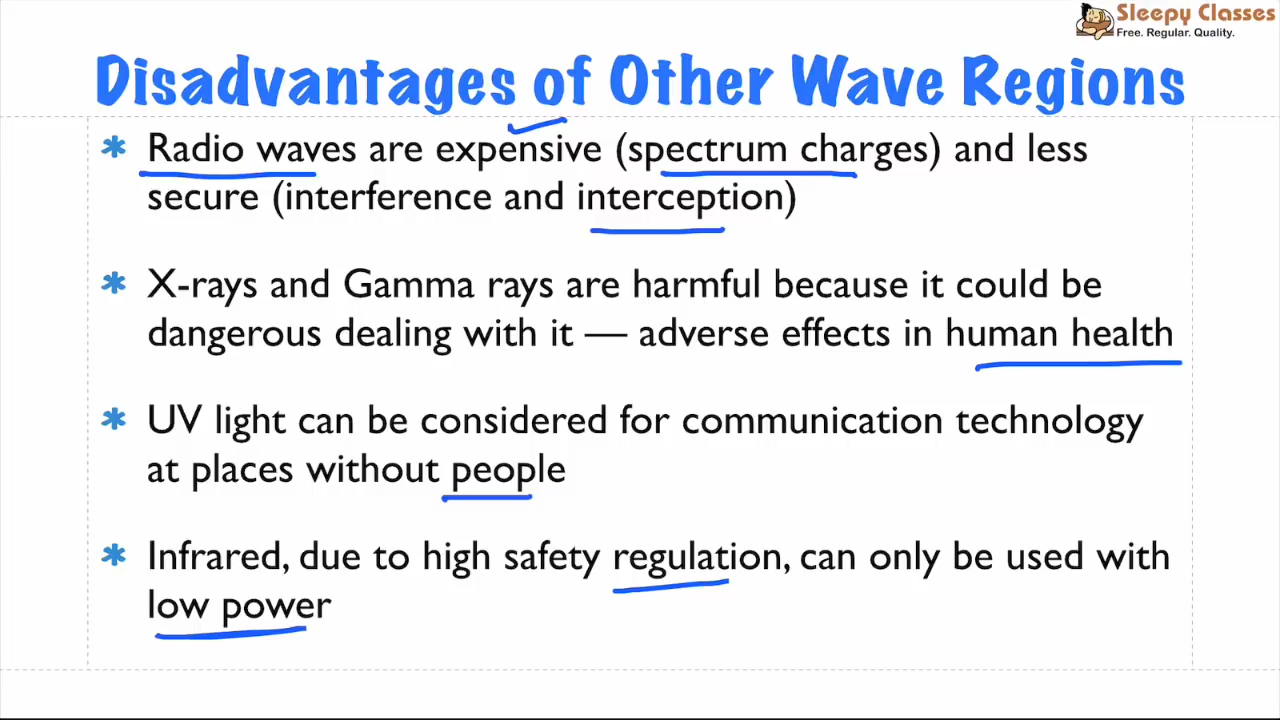 Sleepy Classes
Free. Regular. Quality.
Disadvantages of Other Wave Regions
* Radio waves are expensive (spectrum charges) and less
secure (interference and interception)
* X-rays and Gamma rays are harmful because it could be
dangerous dealing with it — adverse effects in human health
* UV light can be considered for communication technology
at places without people
* Infrared, due to high safety regulation, can only be used with
low power